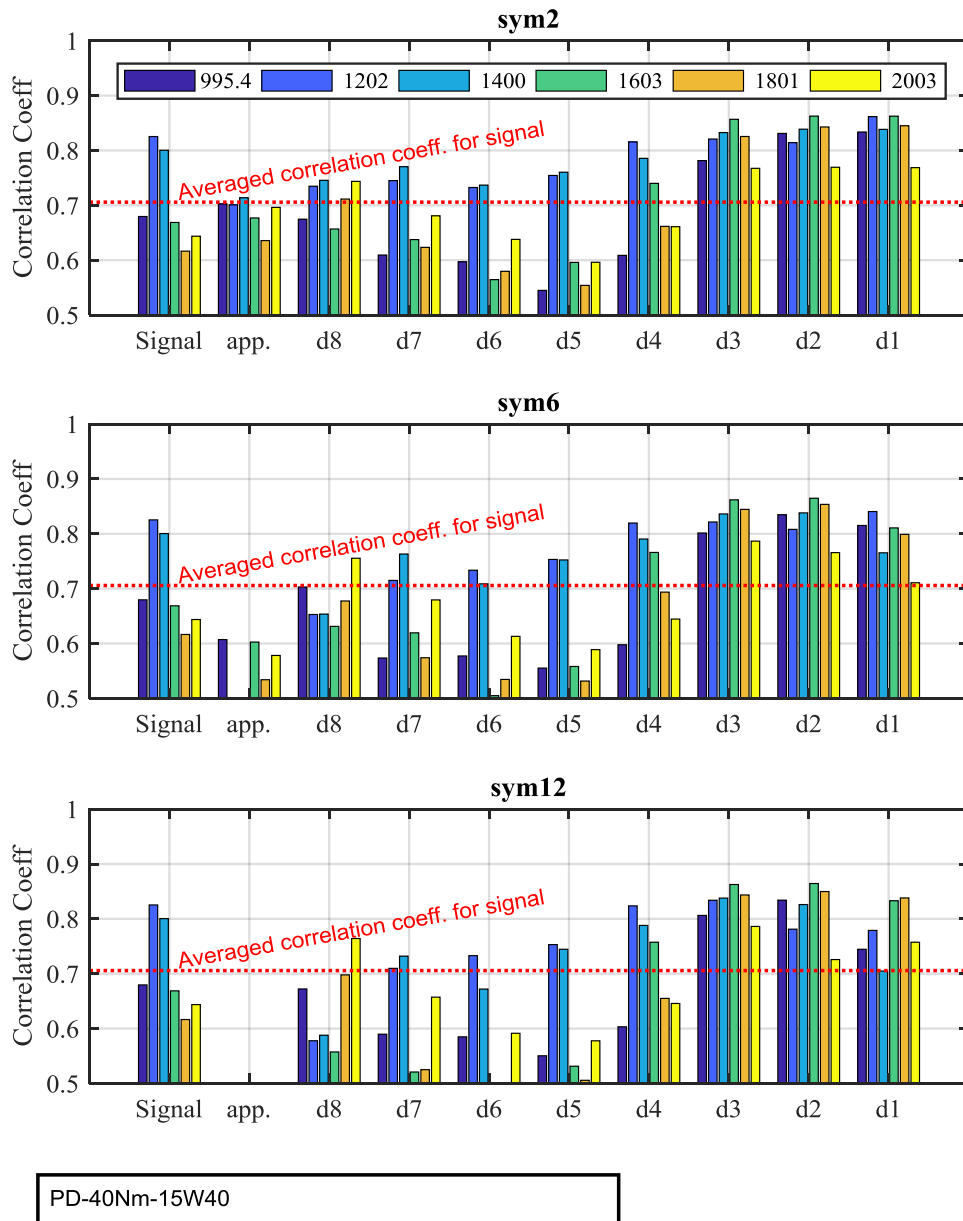 sym2
1
0.9
0.8
0.7
0.6
0.5
Correlation Coeff
995.4 1202 1400 1603 1801 2003
Averaged correlation coeff. for signal
Signal app. d8 d7 d6 d5 d4 d3 d2 d1
sym6
1
0.9
0.8
0.7
0.6
0.5
Correlation Coeff
Averaged correlation coeff. for signal
Signal app. d8 d7 d6 d5 d4 d3 d2 d1
sym12
1
0.9
0.8
0.7
0.6
0.5
Correlation Coeff
Averaged correlation coeff. for signal
Signal app. d8 d7 d6 d5 d4 d3 d2 d1
PD-40Nm-15W40